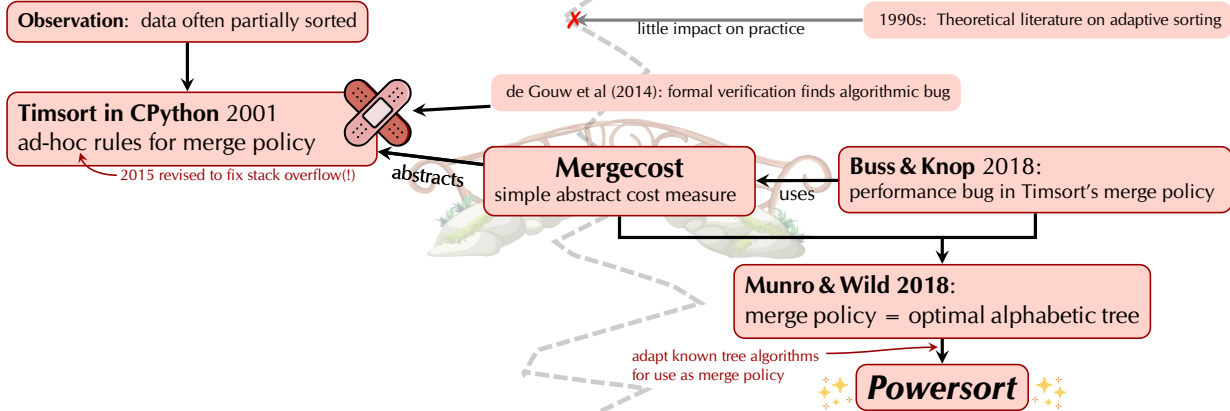 Observation: data often partially sorted
little impact on practice
1990s: Theoretical literature on adaptive sorting
Timsort in CPython 2001
ad-hoc rules for merge policy
2015 revised to fix stack overflow(!)
de Gouw et al (2014): formal verification finds algorithmic bug
abstracts
Mergecost
simple abstract cost measure
uses
Buss & Knop 2018:
performance bug in Timsort's merge policy
Munro & Wild 2018:
merge policy = optimal alphabetic tree
adapt known tree algorithms
for use as merge policy
Powersort